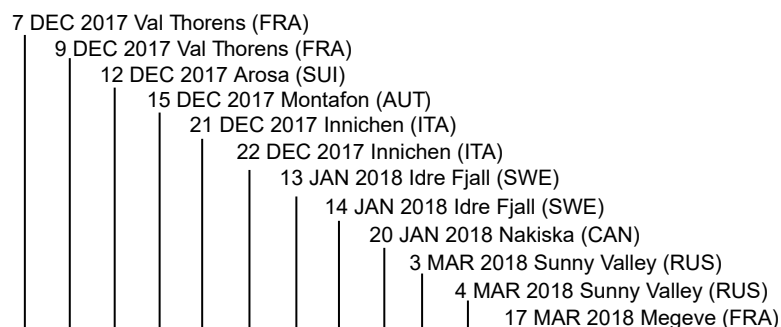 7 DEC 2017 Val Thorens (FRA)
9 DEC 2017 Val Thorens (FRA)
12 DEC 2017 Arosa (SUI)
15 DEC 2017 Montafon (AUT)
21 DEC 2017 Innichen (ITA)
22 DEC 2017 Innichen (ITA)
13 JAN 2018 Idre Fjall (SWE)
14 JAN 2018 Idre Fjall (SWE)
20 JAN 2018 Nakiska (CAN)
3 MAR 2018 Sunny Valley (RUS)
4 MAR 2018 Sunny Valley (RUS)
17 MAR 2018 Megeve (FRA)